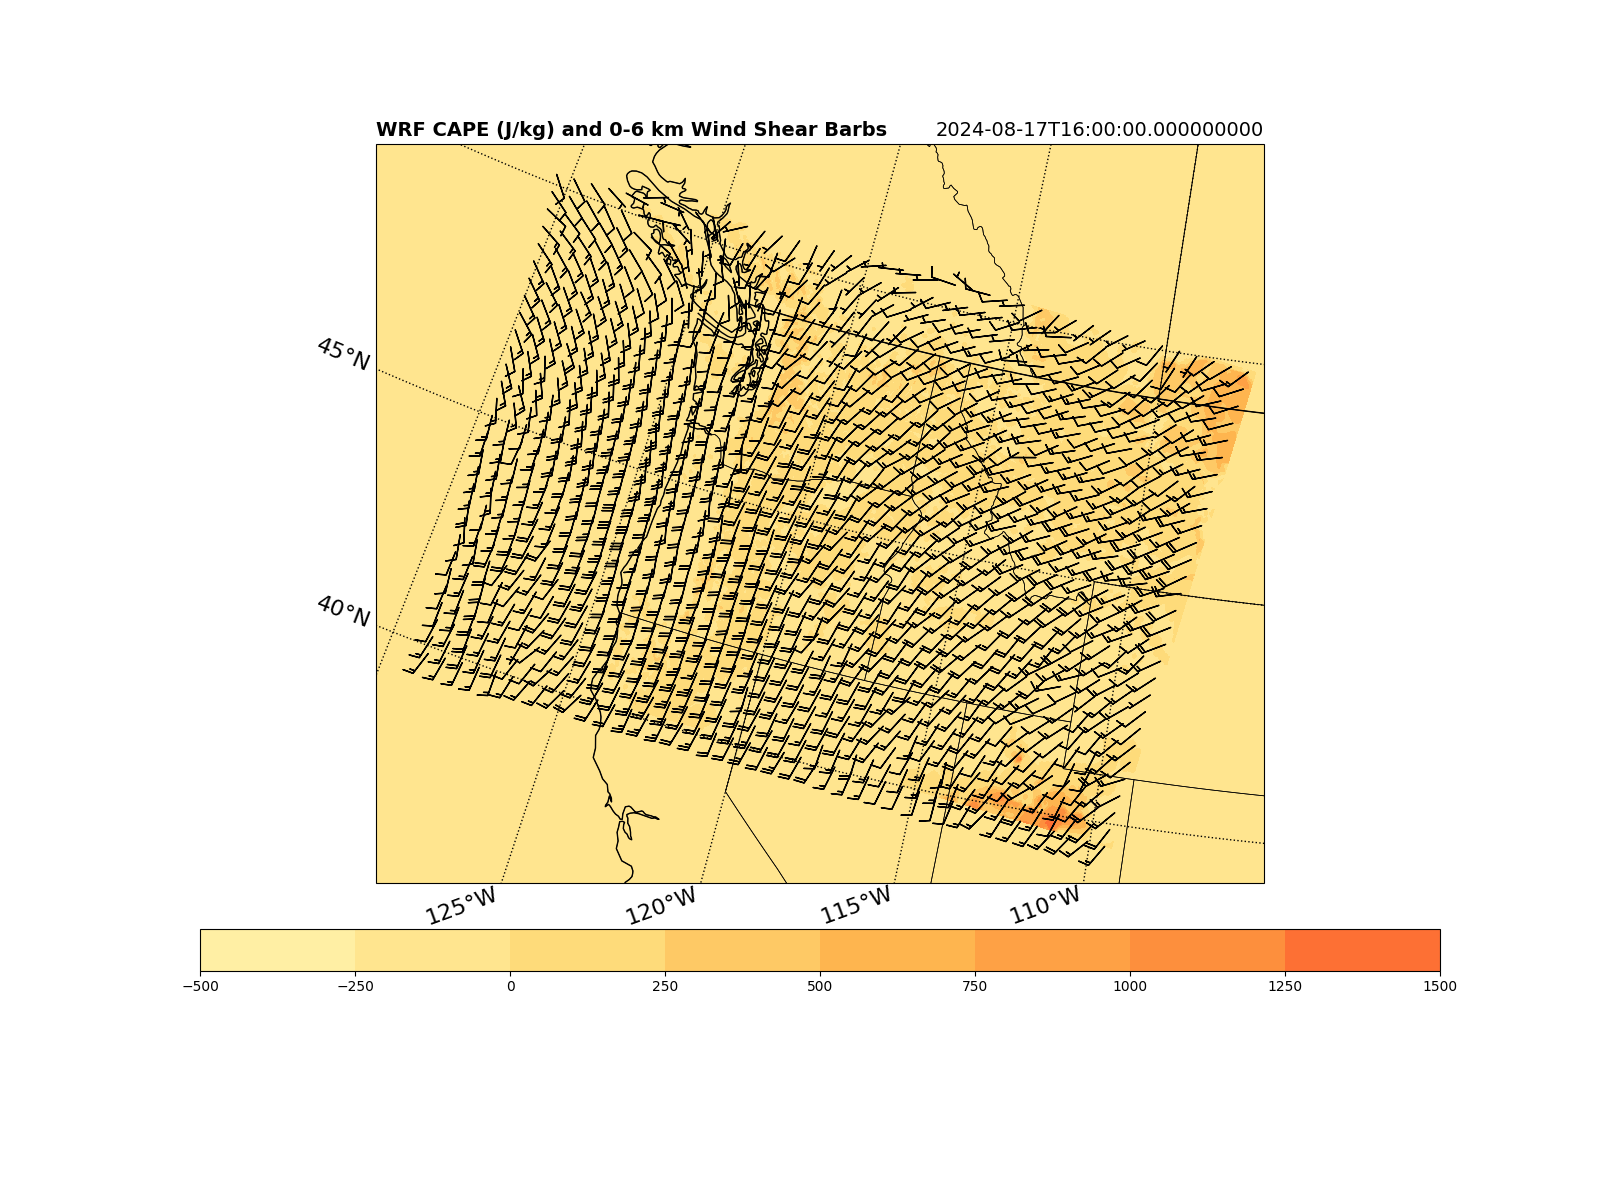 WRF CAPE (J/kg) and 0-6 km Wind Shear Barbs 2024-08-17T16:00:00.000000000
45°N
40°N
125°W 120°W 115°W 110°W
−500 −250 0 250 500 750 1000 1250 1500